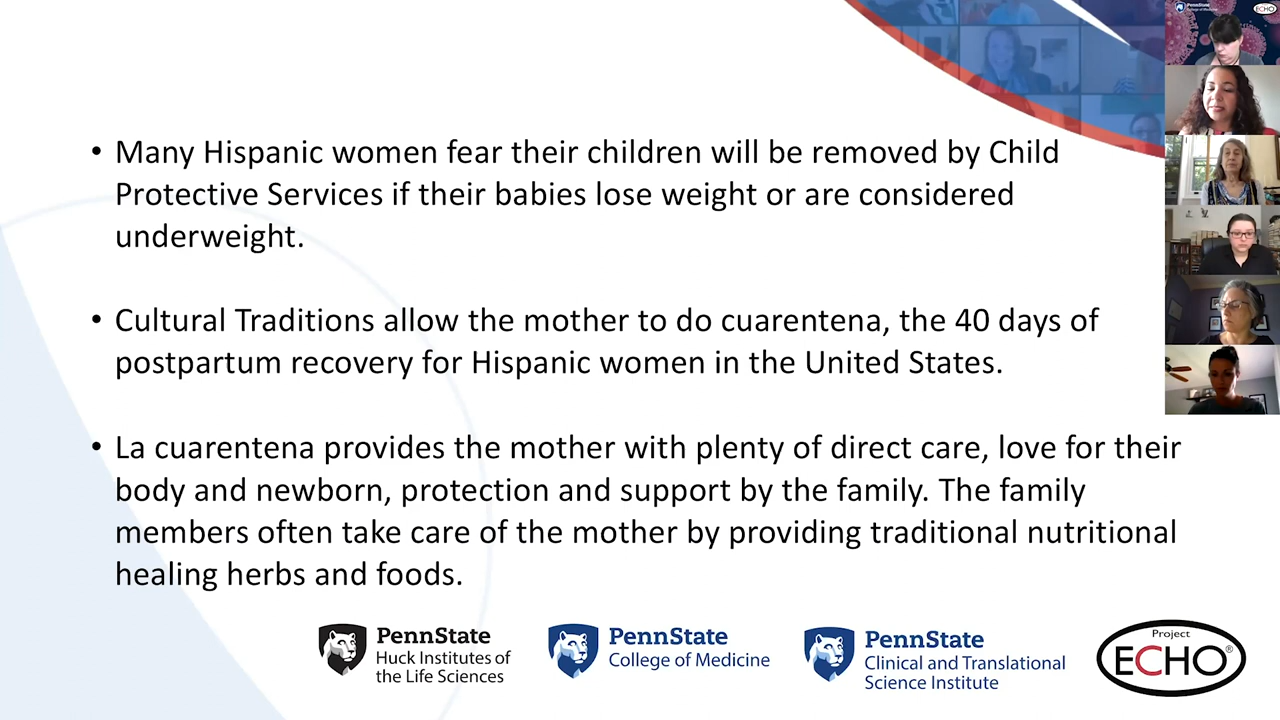 PennState
College of Medicine
ECHO
• Many Hispanic women fear their children will be removed by Child
Protective Services if their babies lose weight or are considered
underweight.
• Cultural Traditions allow the mother to do cuarentena, the 40 days of
postpartum recovery for Hispanic women in the United States.
• La cuarentena provides the mother with plenty of direct care, love for their
body and newborn, protection and support by the family. The family
members often take care of the mother by providing traditional nutritional
healing herbs and foods.
PennState
Huck Institutes of
the Life Sciences
PennState
College of Medicine
PennState
Clinical and Translational
Science Institute
Project
ECHO®